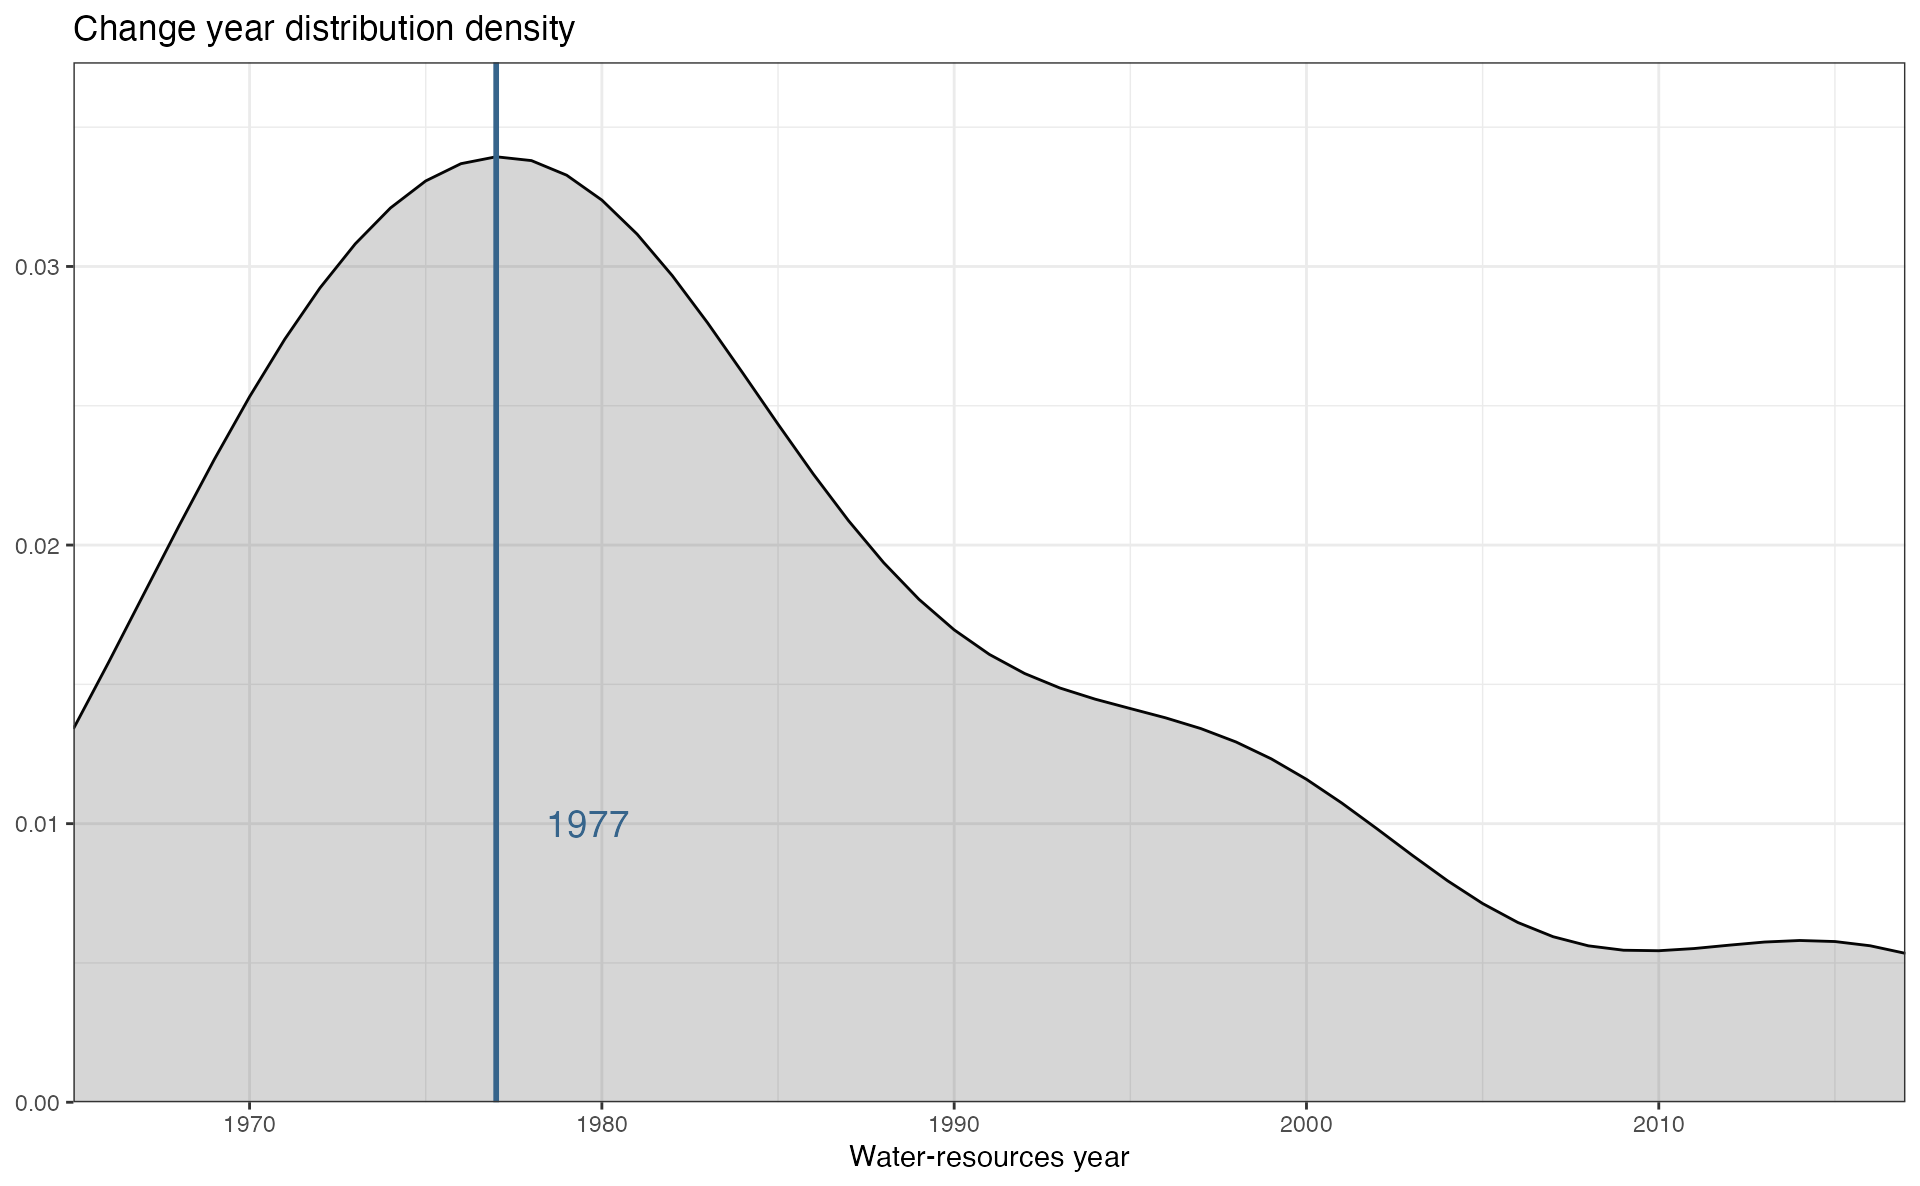 Change year distribution density
0.03
0.02
0.01
0.00
1977
1970 1980 1990 2000 2010
Water-resources year